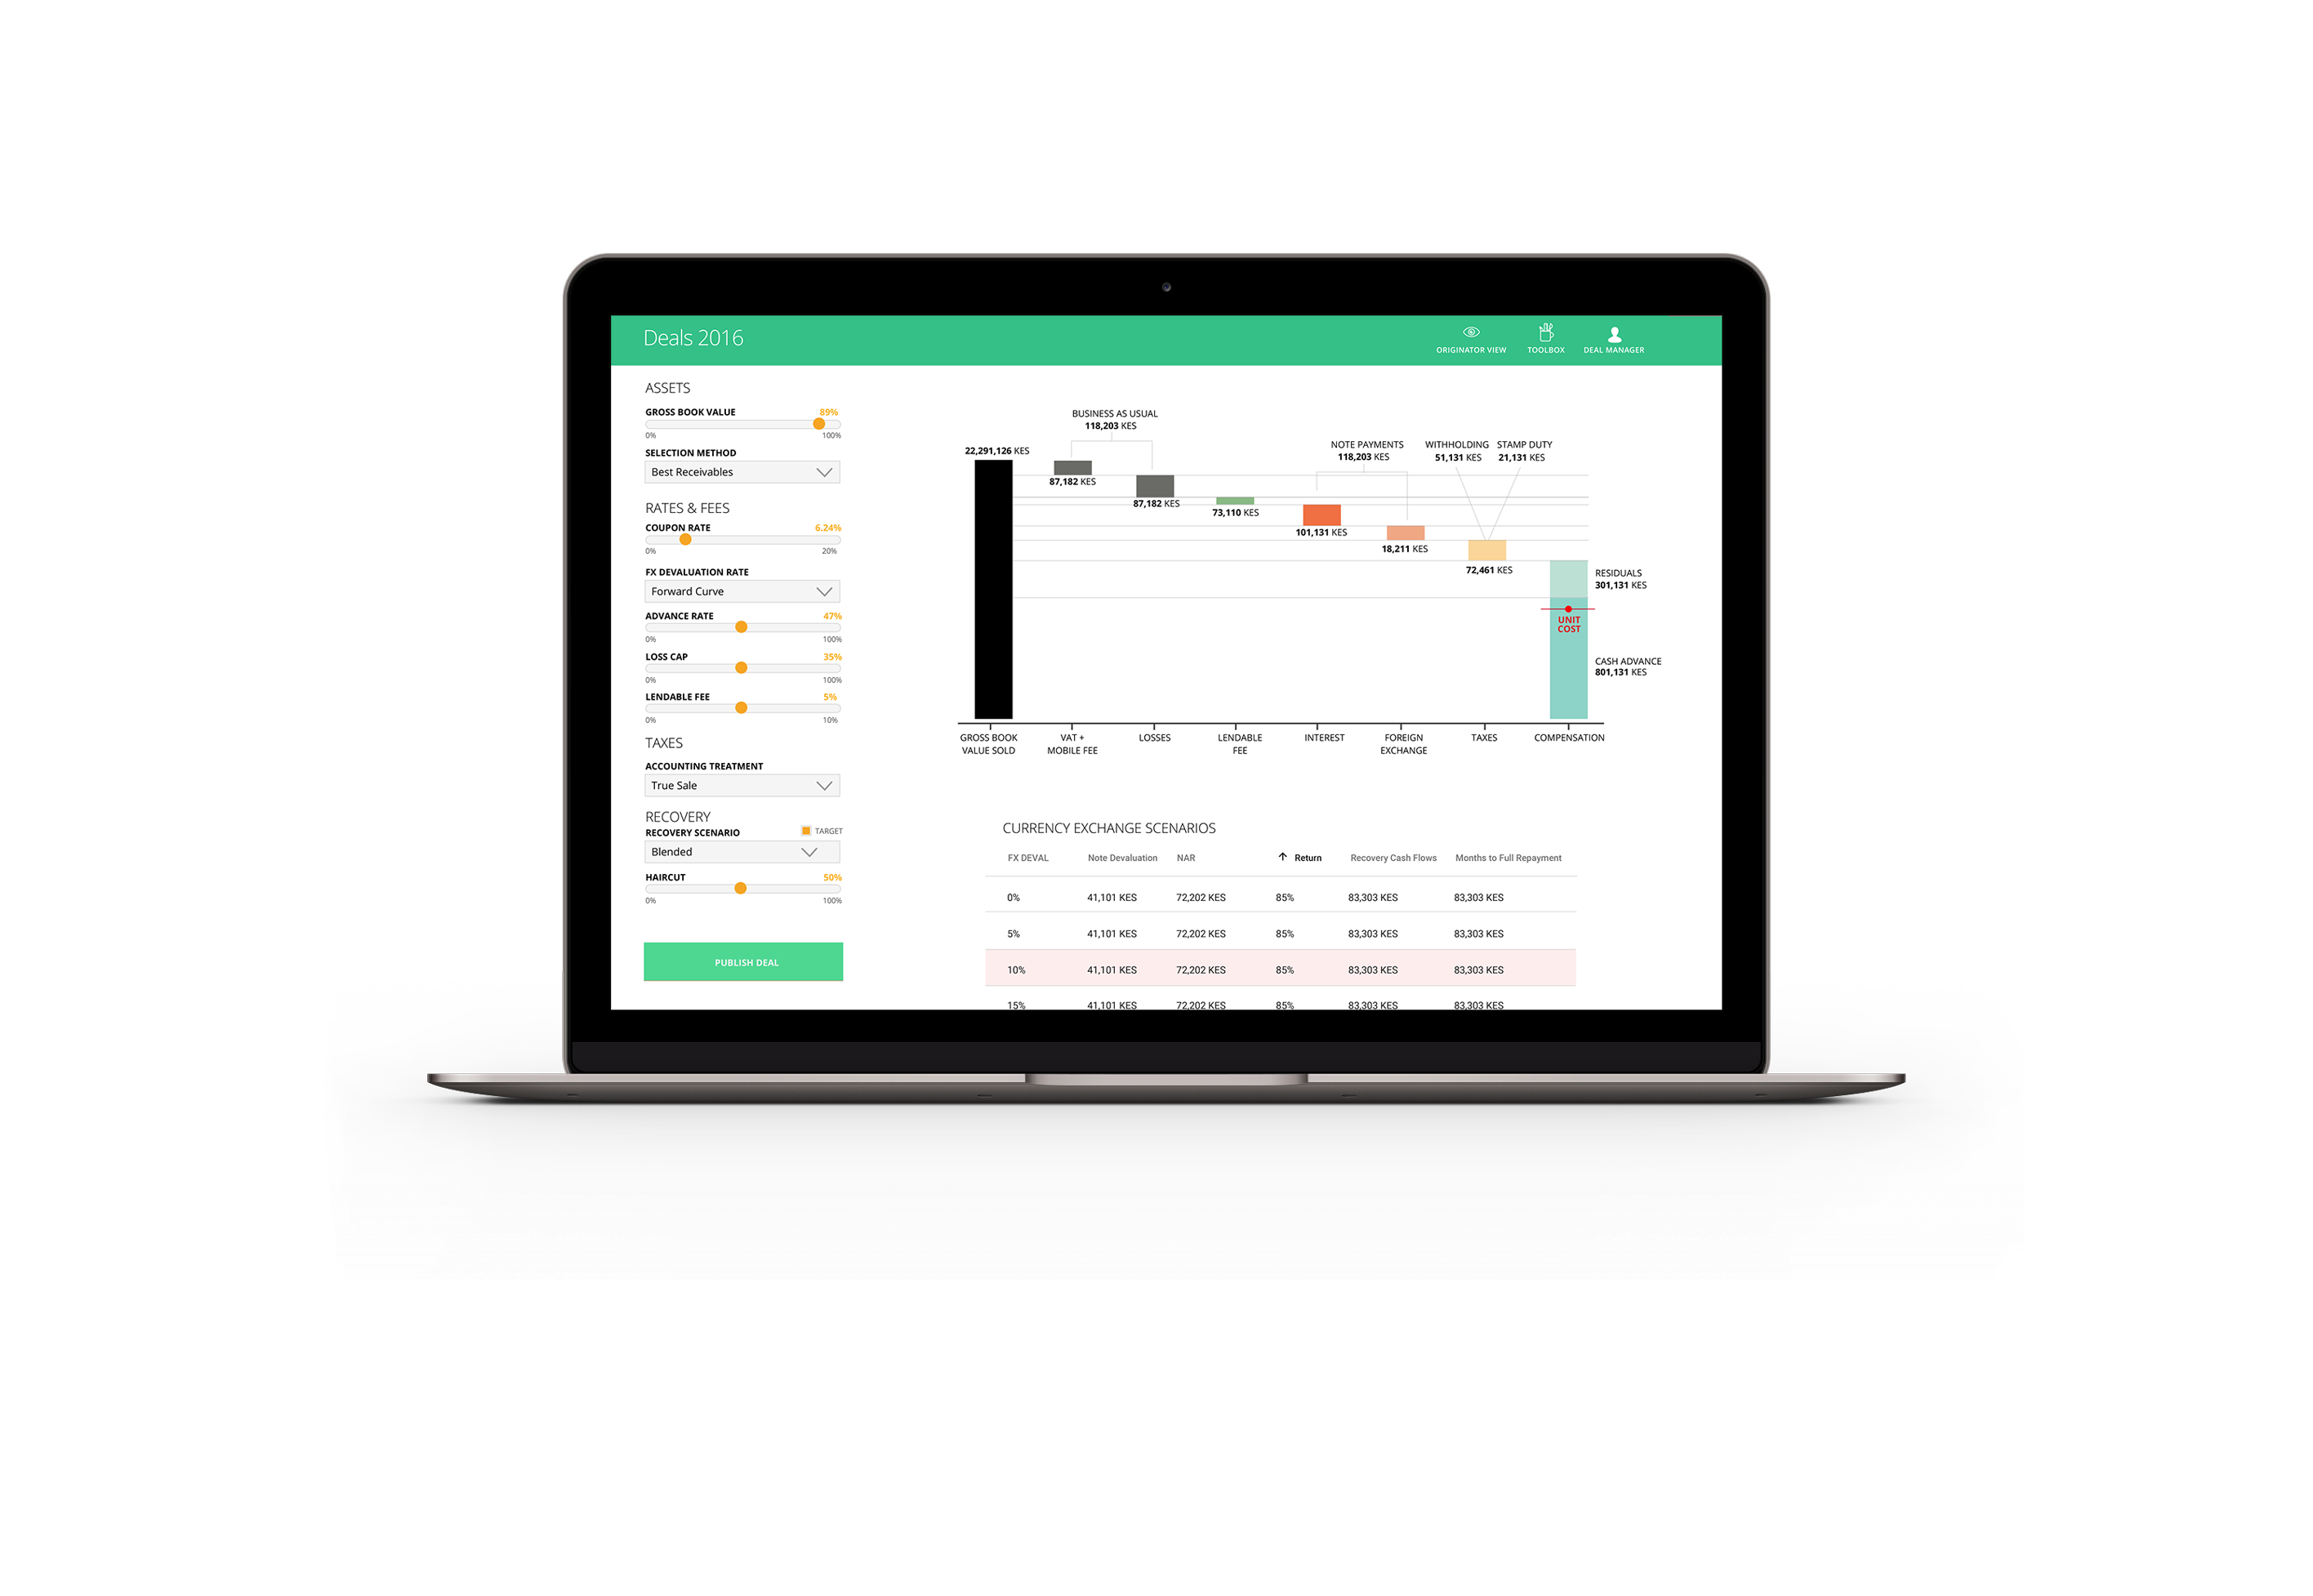 Deals 2016
ORIGINATOR VIEW
TOOLBOX
DEAL MANAGER
ASSETS
GROSS BOOK VALUE 89%
0% 100%
SELECTION METHOD
Best Receivables
RATES & FEES
COUPON RATE 6.24%
0% 20%
FX DEVALUATION RATE
Forward Curve
ADVANCE RATE 47%
0% 100%
LOSS CAP 35%
0% 100%
LENDABLE FEE 5%
0% 10%
TAXES
ACCOUNTING TREATMENT
True Sale
RECOVERY
RECOVERY SCENARIO TARGET
Blended
HAIRCUT 50%
0% 100%
PUBLISH DEAL
BUSINESS AS USUAL
118,203 KES
NOTE PAYMENTS
118,203 KES
WITHHOLDING
51,131 KES
STAMP DUTY
21,131 KES
22,291,126 KES
87,182 KES
87,182 KES
73,110 KES
101,131 KES
18,211 KES
72,461 KES
RESIDUALS
301,131 KES
UNIT
COST
CASH ADVANCE
801,131 KES
GROSS BOOK
VALUE SOLD
VAT +
MOBILE FEE
LOSSES
LENDABLE
FEE
INTEREST
FOREIGN
EXCHANGE
TAXES
COMPENSATION
CURRENCY EXCHANGE SCENARIOS
FX DEVAL Note Devaluation NAR Return Recovery Cash Flows Months to Full Repayment
0% 41,101 KES 72,202 KES 85% 83,303 KES 83,303 KES
5% 41,101 KES 72,202 KES 85% 83,303 KES 83,303 KES
10% 41,101 KES 72,202 KES 85% 83,303 KES 83,303 KES
15% 41,101 KES 72,202 KES 85% 83,303 KES 83,303 KES